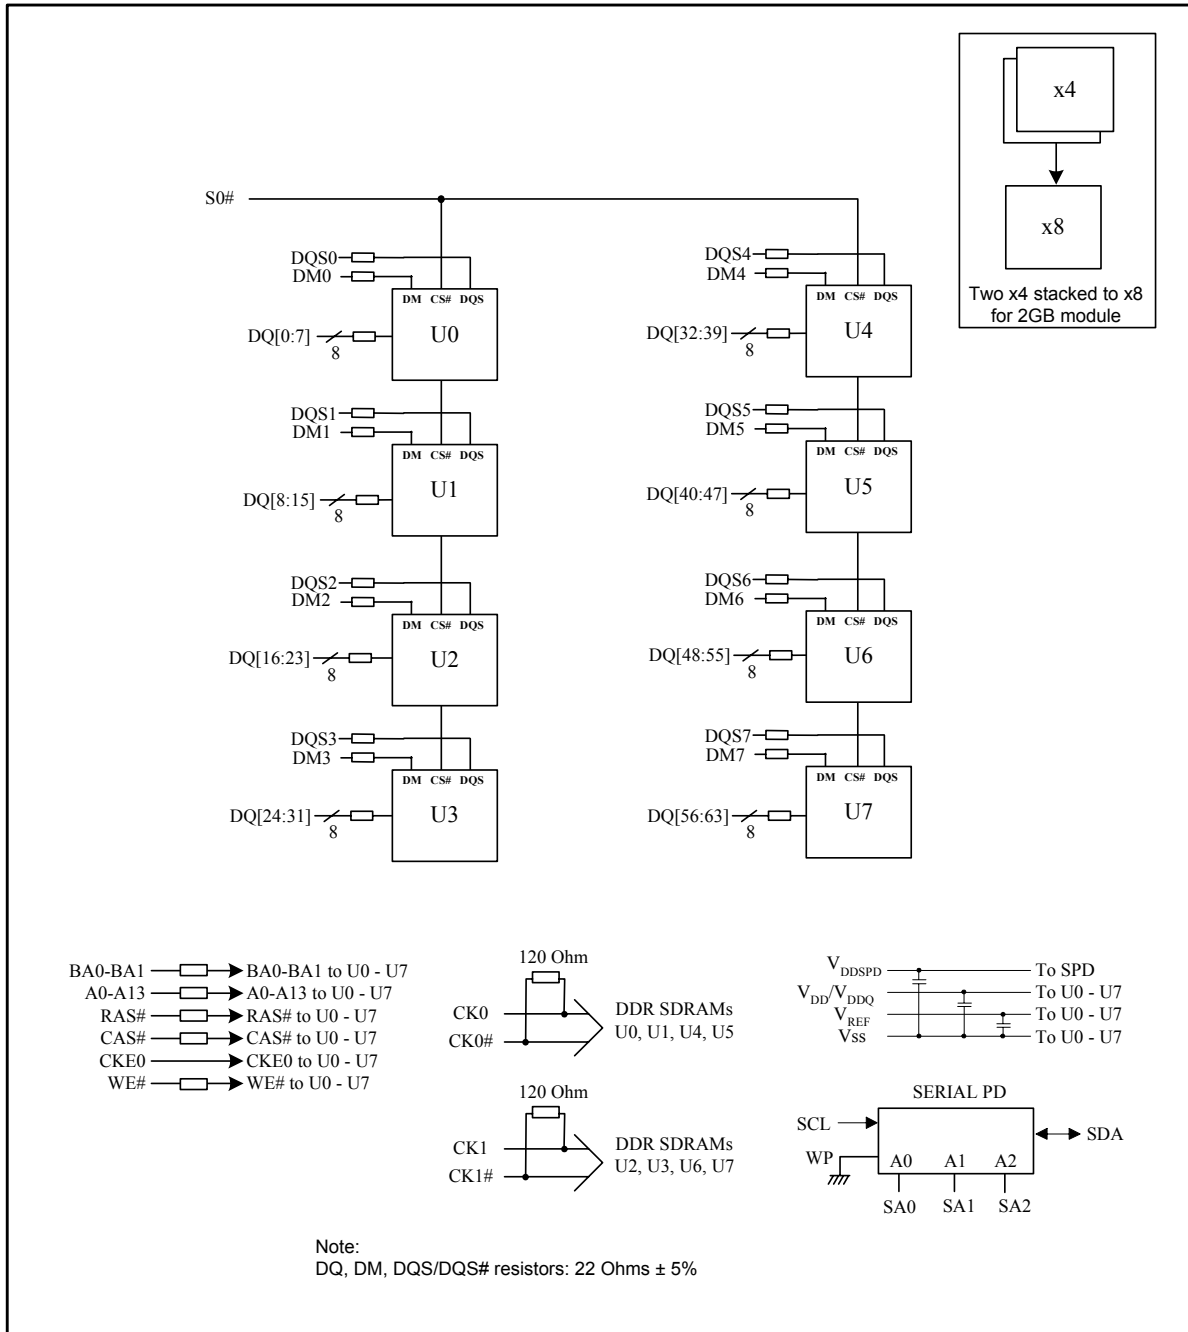 x4
x8
Two x4 stacked to x8
for 2GB module
S0#
DQS0
DM0
DM CS# DQS
DQ[0:7]
8
U0
DQS1
DM1
DM CS# DQS
DQ[8:15]
8
U1
DQS2
DM2
DM CS# DQS
DQ[16:23]
8
U2
DQS3
DM3
DM CS# DQS
DQ[24:31]
8
U3
DQS4
DM4
DM CS# DQS
DQ[32:39]
8
U4
DQS5
DM5
DM CS# DQS
DQ[40:47]
8
U5
DQS6
DM6
DM CS# DQS
DQ[48:55]
8
U6
DQS7
DM7
DM CS# DQS
DQ[56:63]
8
U7
BA0-BA1 BA0-BA1 to U0 - U7
A0-A13 A0-A13 to U0 - U7
RAS# RAS# to U0 - U7
CAS# CAS# to U0 - U7
CKE0 CKE0 to U0 - U7
WE# WE# to U0 - U7
120 Ohm
CK0
CK0#
DDR SDRAMs
U0, U1, U4, U5
120 Ohm
CK1
CK1#
DDR SDRAMs
U2, U3, U6, U7
VDDSPD To SPD
VDD/VDDQ To U0 - U7
VREF To U0 - U7
VSS To U0 - U7
SERIAL PD
SCL
SDA
WP
A0 A1 A2
SA0 SA1 SA2
Note:
DQ, DM, DQS/DQS# resistors: 22 Ohms ± 5%